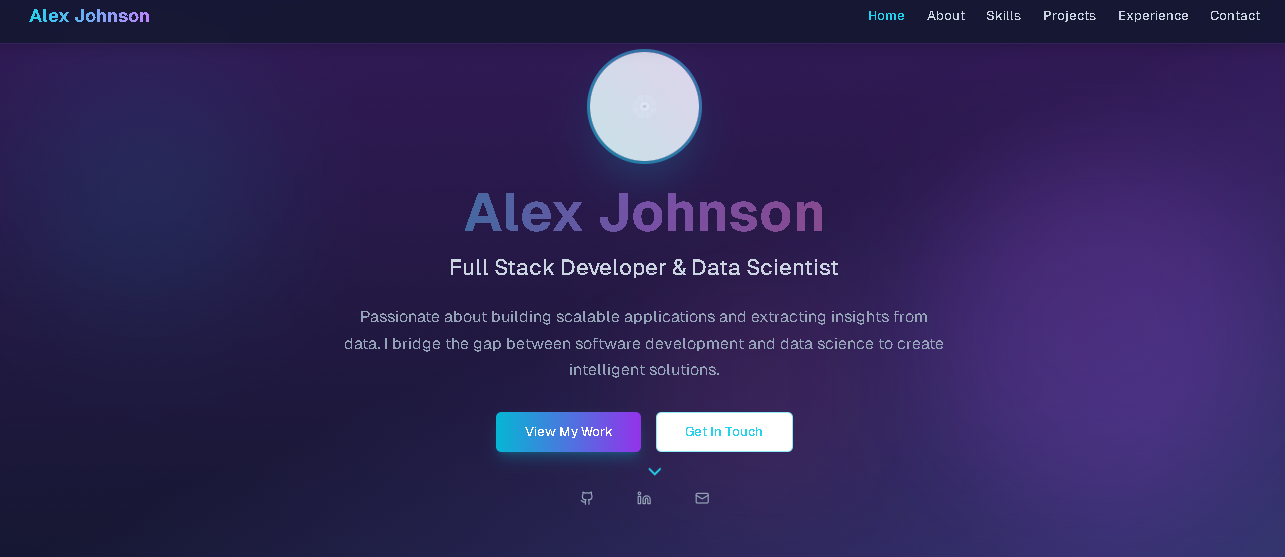 Alex Johnson
Home About Skills Projects Experience Contact
Alex Johnson
Full Stack Developer & Data Scientist
Passionate about building scalable applications and extracting insights from
data. I bridge the gap between software development and data science to create
intelligent solutions.
View My Work
Get In Touch